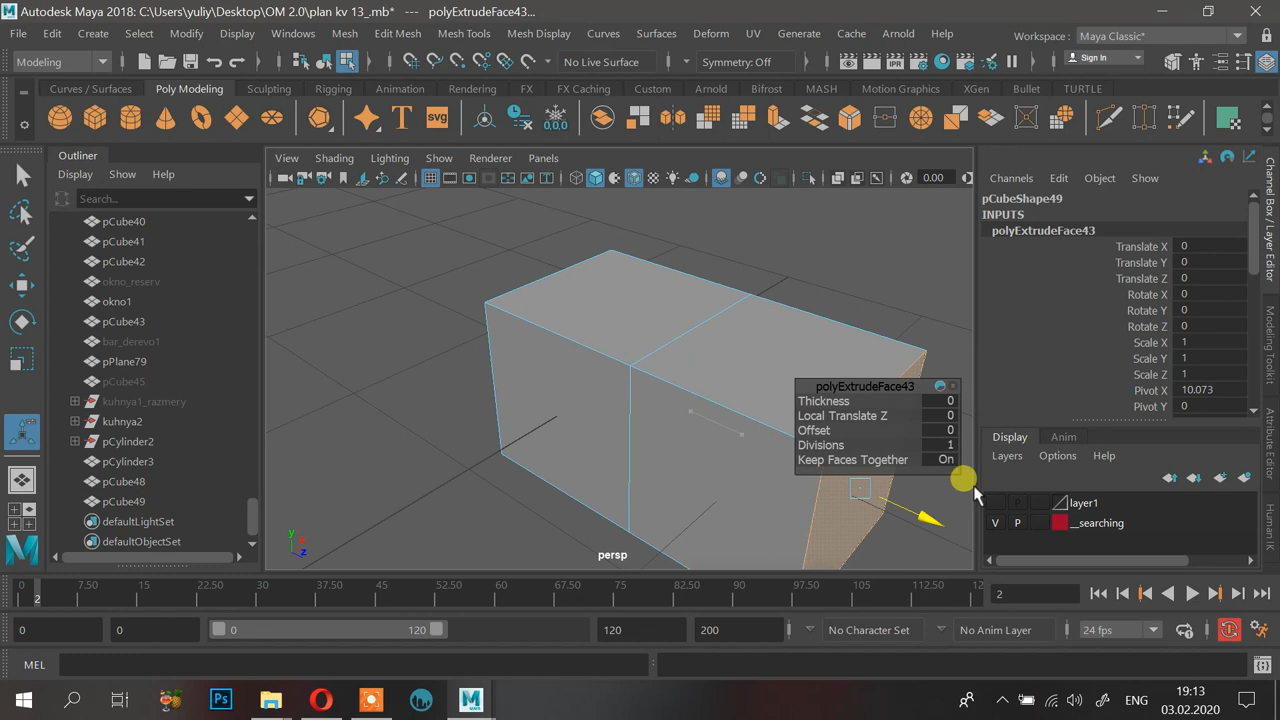 Autodesk Maya 2018: C:\Users\yuliy\Desktop\OM 2.0\plan kv 13_.mb* --- polyExtrudeFace43...
File Edit Create Select Modify Display Windows Mesh Edit Mesh Mesh Tools Mesh Display Curves Surfaces Deform UV Generate Cache Arnold Help
Workspace : Maya Classic*
Modeling
No Live Surface
Symmetry: Off
Sign In
Curves / Surfaces Poly Modeling Sculpting Rigging Animation Rendering FX FX Caching Custom Arnold Bifrost MASH Motion Graphics XGen Bullet TURTLE
SVG
0,0,0
Outliner
Display Show Help
Search...
pCube40
pCube41
pCube42
okno_reserv
okno1
pCube43
bar_derevo1
pPlane79
pCube45
kuhnya1_razmery
kuhnya2
pCylinder2
pCylinder3
pCube48
pCube49
defaultLightSet
defaultObjectSet
View Shading Lighting Show Renderer Panels
0.00
polyExtrudeFace43
Thickness 0
Local Translate Z 0
Offset 0
Divisions 1
Keep Faces Together On
persp
y
x
z
Channels Edit Object Show
pCubeShape49
INPUTS
polyExtrudeFace43
Translate X 0
Translate Y 0
Translate Z 0
Rotate X 0
Rotate Y 0
Rotate Z 0
Scale X 1
Scale Y 1
Scale Z 1
Pivot X 10.073
Pivot Y 0
Display Anim
Layers Options Help
P layer1
V P __searching
Channel Box / Layer Editor
Modeling Toolkit
Attribute Editor
0 7.50 15 22.50 30 37.50 45 52.50 60 67.50 75 82.50 90 97.50 105 112.50 12
2
2
0 0 0 120 120 200
No Character Set
No Anim Layer
24 fps
MEL
Ps
ENG
19:13
03.02.2020